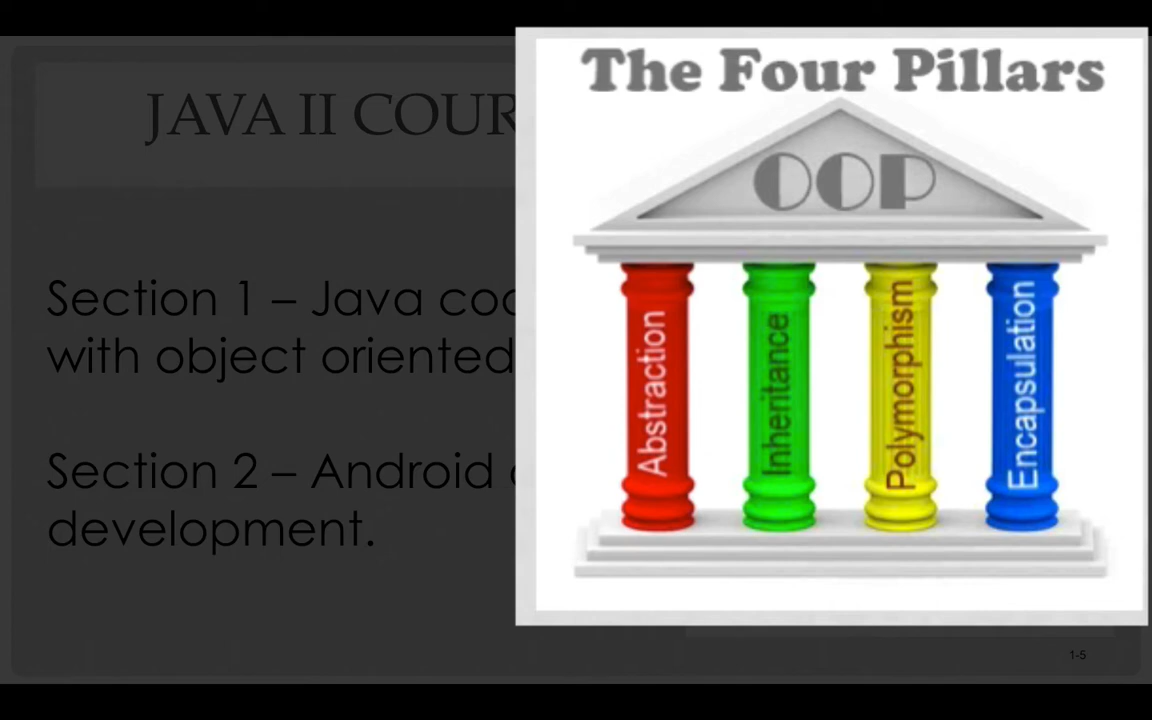 JAVA II COUR
Section 1 – Java coo
with object oriented
Section 2 – Android
development.
The Four Pillars
OOP
Abstraction
Inheritance
Polymorphism
Encapsulation
1-5